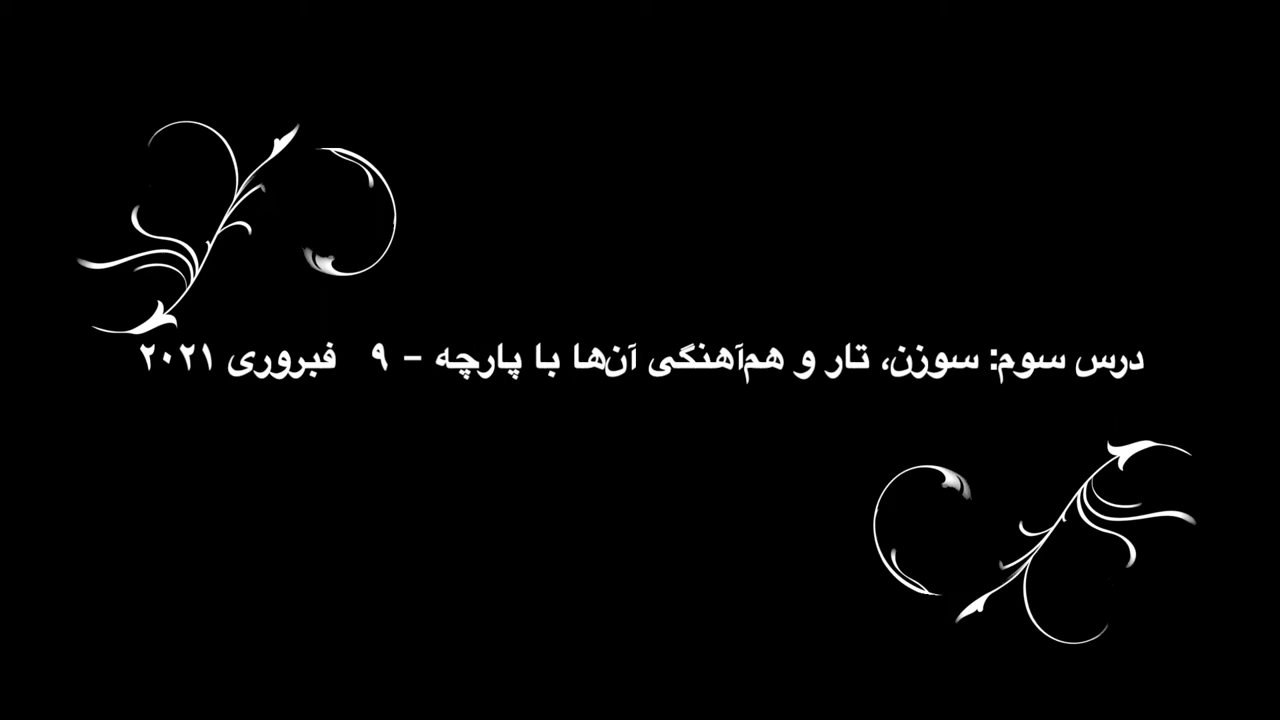 درس سوم: سوزن، تار و هم‌آهنگی آن‌ها با پارچه - ۹ فبروری ۲۰۲۱